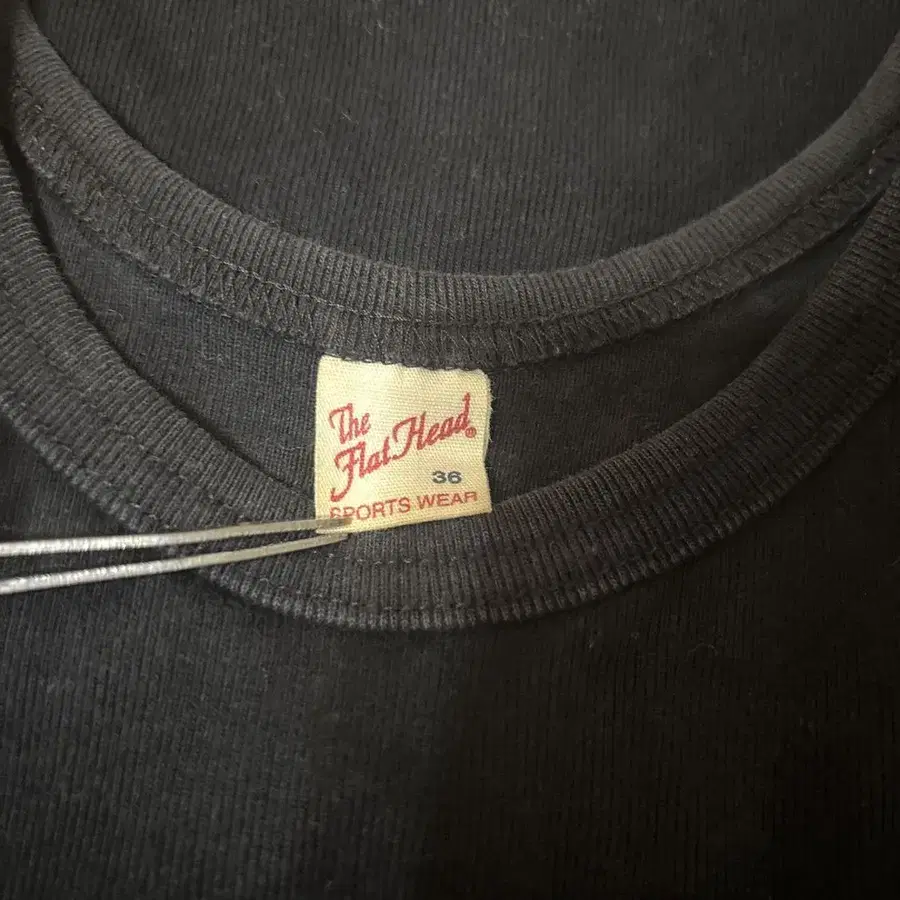 The
Flat Head®
36
SPORTS WEAR